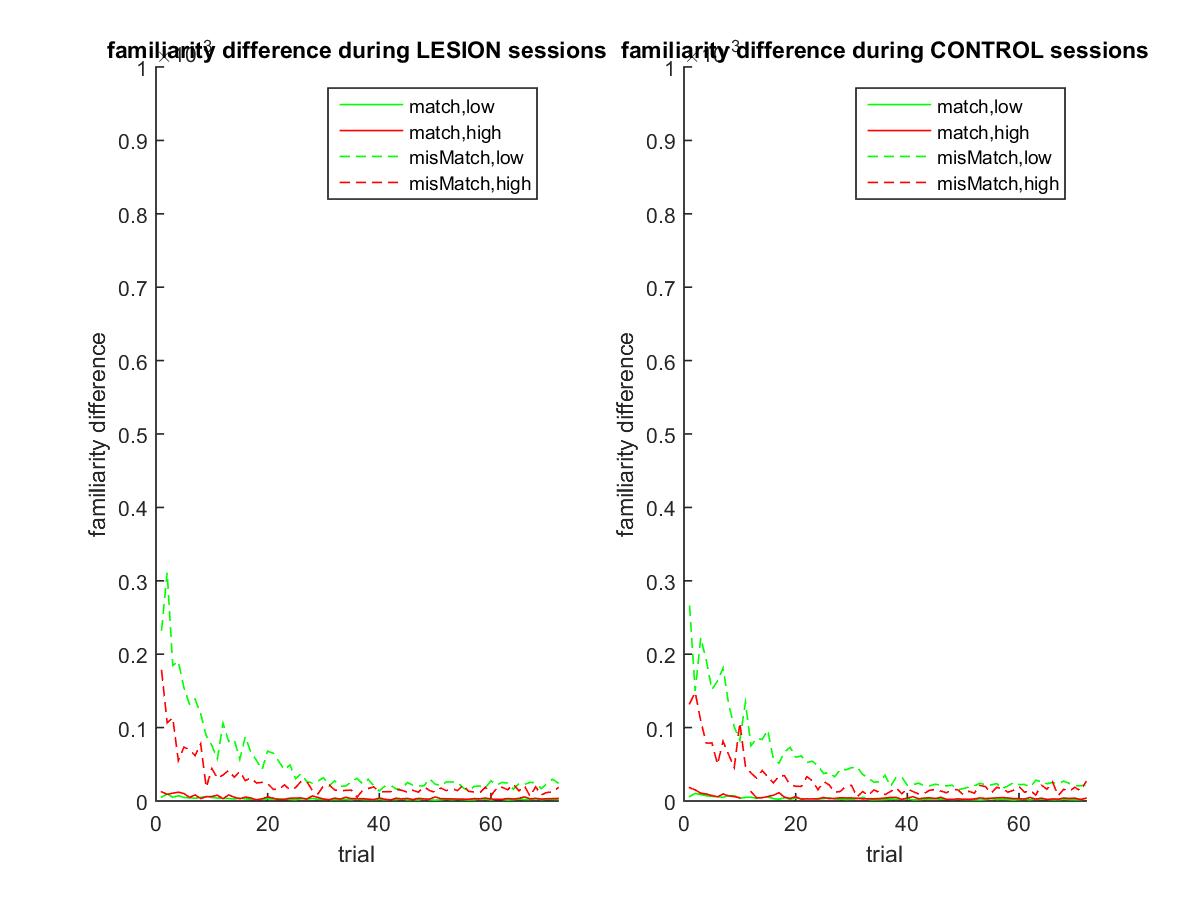 familiarity difference during LESION sessions
×10
1
0.9
0.8
0.7
0.6
0.5
0.4
0.3
0.2
0.1
0
0 20 40 60
familiarity difference
trial
match,low
match,high
misMatch,low
misMatch,high
familiarity difference during CONTROL sessions
1
0.9
0.8
0.7
0.6
0.5
0.4
0.3
0.2
0.1
0
0 20 40 60
familiarity difference
trial
match,low
match,high
misMatch,low
misMatch,high